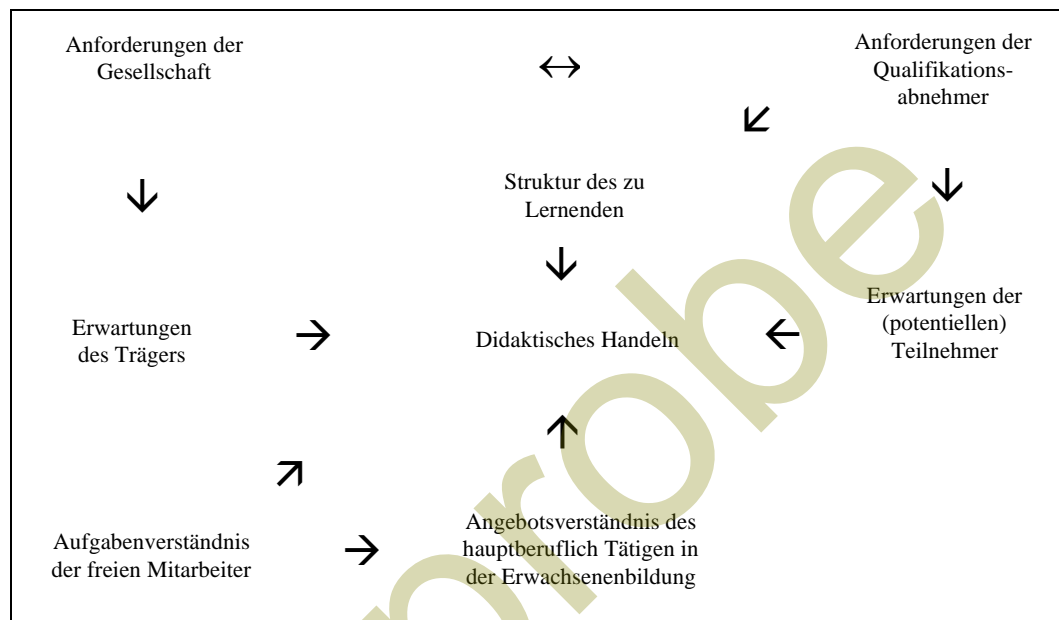 Anforderungen der
Gesellschaft
↔
Anforderungen der
Qualifikations-
abnehmer
↙
↓
Struktur des zu
Lernenden
↓
↓
Erwartungen
des Trägers
→
Didaktisches Handeln
←
Erwartungen der
(potentiellen)
Teilnehmer
↑
↗
Aufgabenverständnis
der freien Mitarbeiter
→
Angebotsverständnis des
hauptberuflich Tätigen in
der Erwachsenenbildung
probe